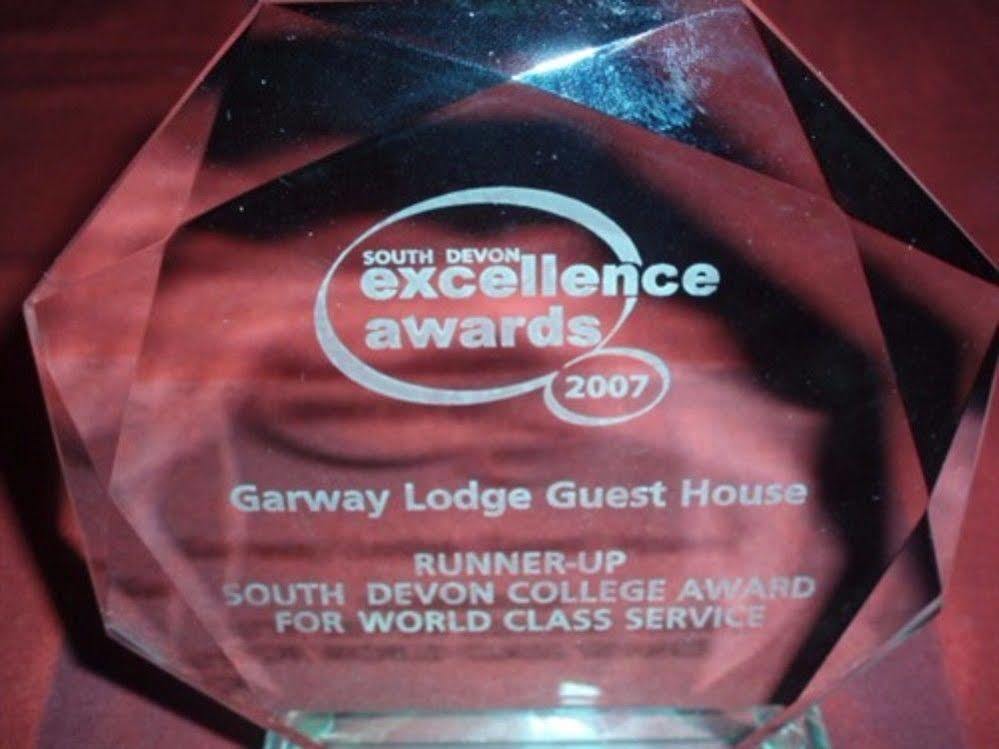 SOUTH DEVON
excellence
awards
2007
Garway Lodge Guest House
RUNNER-UP
SOUTH DEVON COLLEGE AWARD
FOR WORLD CLASS SERVICE